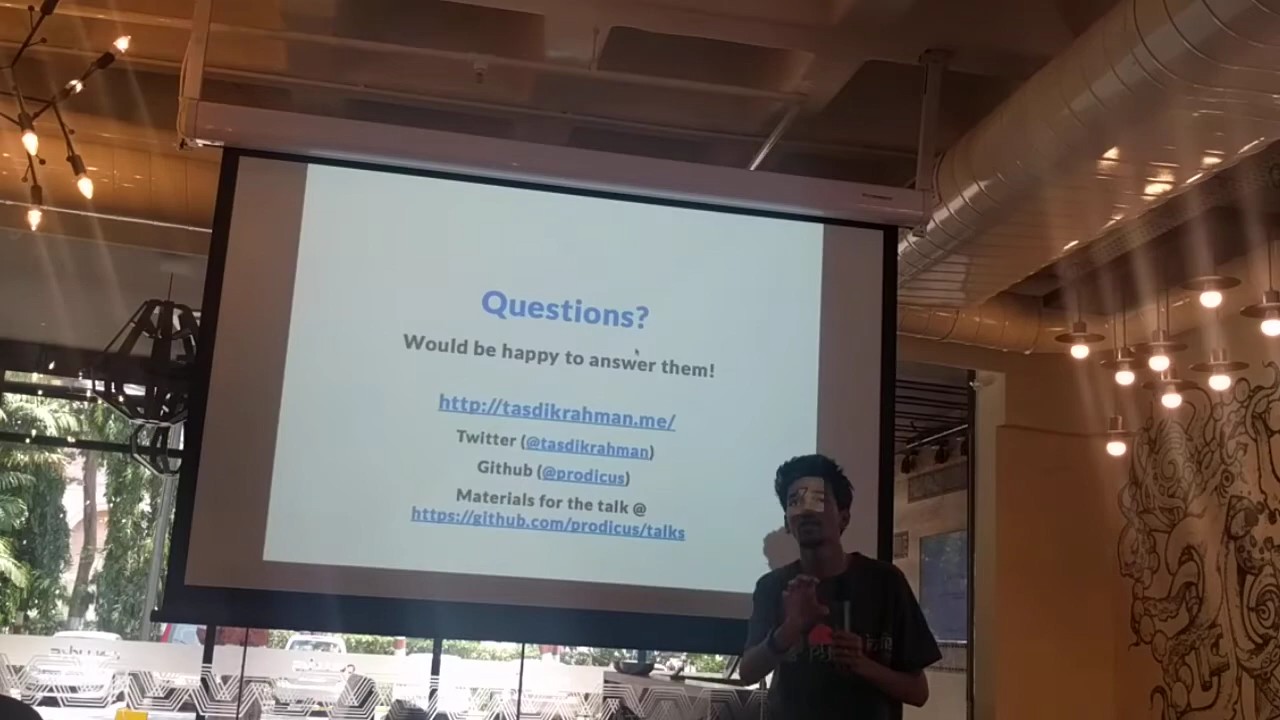 Questions?
Would be happy to answer them!
http://tasdikrahman.me/
Twitter (@tasdikrahman)
Github (@prodicus)
Materials for the talk @
https://github.com/prodicus/talks